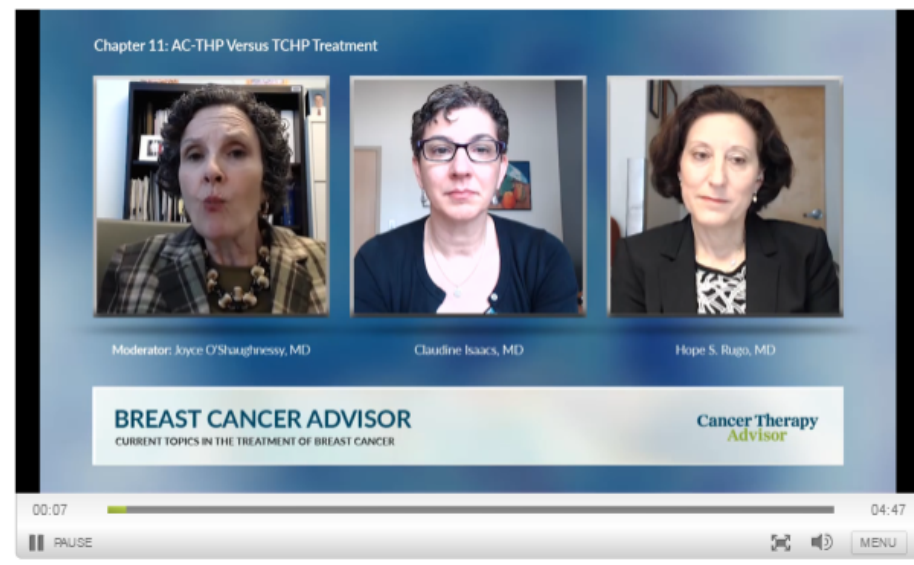 Chapter 11: AC-THP Versus TCHP Treatment
Moderator: Joyce O'Shaughnessy, MD
Claudine Isaacs, MD
Hope S. Rugo, MD
BREAST CANCER ADVISOR
CURRENT TOPICS IN THE TREATMENT OF BREAST CANCER
Cancer Therapy
Advisor
00:07
04:47
PAUSE
MENU